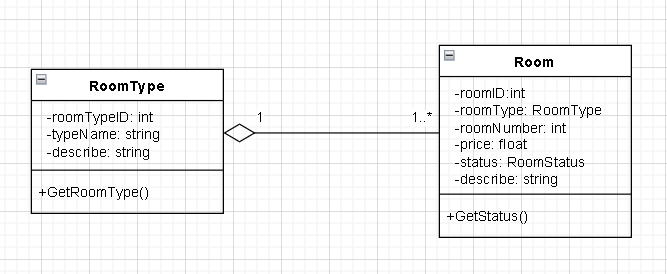 RoomType
-roomTypeID: int
-typeName: string
-describe: string
+GetRoomType()
1
1..*
Room
-roomID:int
-roomType: RoomType
-roomNumber: int
-price: float
-status: RoomStatus
-describe: string
+GetStatus()